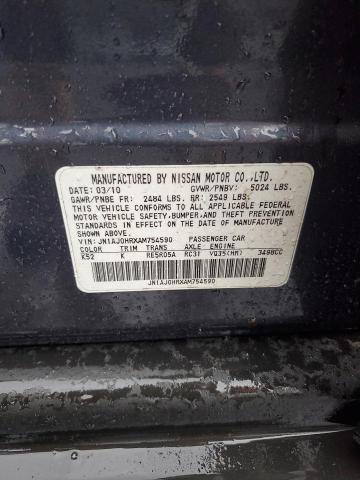 MANUFACTURED BY NISSAN MOTOR CO.,LTD.
DATE: 03/10 GVWR/PNBV: 5024 LBS.
GAWR/PNBE FR: 2484 LBS. RR: 2549 LBS.
THIS VEHICLE CONFORMS TO ALL APPLICABLE FEDERAL
MOTOR VEHICLE SAFETY, BUMPER, AND THEFT PREVENTION
STANDARDS IN EFFECT ON THE DATE OF MANUFACTURE
SHOWN ABOVE.
VIN: JN1AJ0HRXAM754590 PASSENGER CAR
COLOR TRIM TRANS AXLE ENGINE
K52 K RE5R05A RC31 VQ35(HR) 3498CC
JN1AJ0HRXAM754590